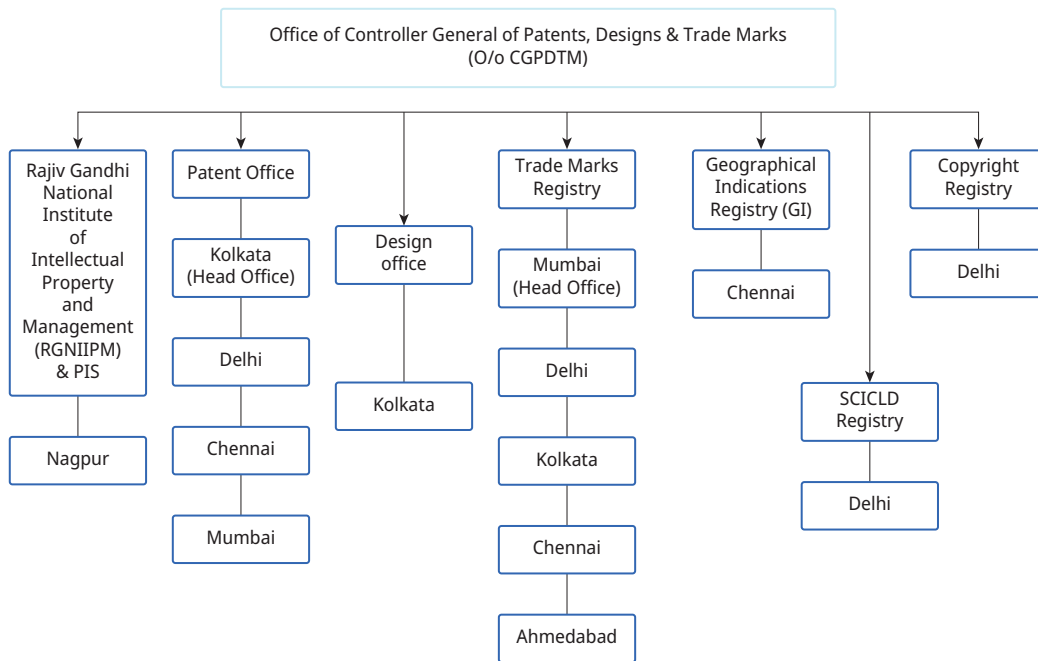 Office of Controller General of Patents, Designs & Trade Marks
(O/o CGPDTM)
Rajiv Gandhi
National
Institute
of
Intellectual
Property
and
Management
(RGNIIPM)
& PIS
Nagpur
Patent Office
Kolkata
(Head Office)
Delhi
Chennai
Mumbai
Design
office
Kolkata
Trade Marks
Registry
Mumbai
(Head Office)
Delhi
Kolkata
Chennai
Ahmedabad
Geographical
Indications
Registry (GI)
Chennai
SCICLD
Registry
Delhi
Copyright
Registry
Delhi